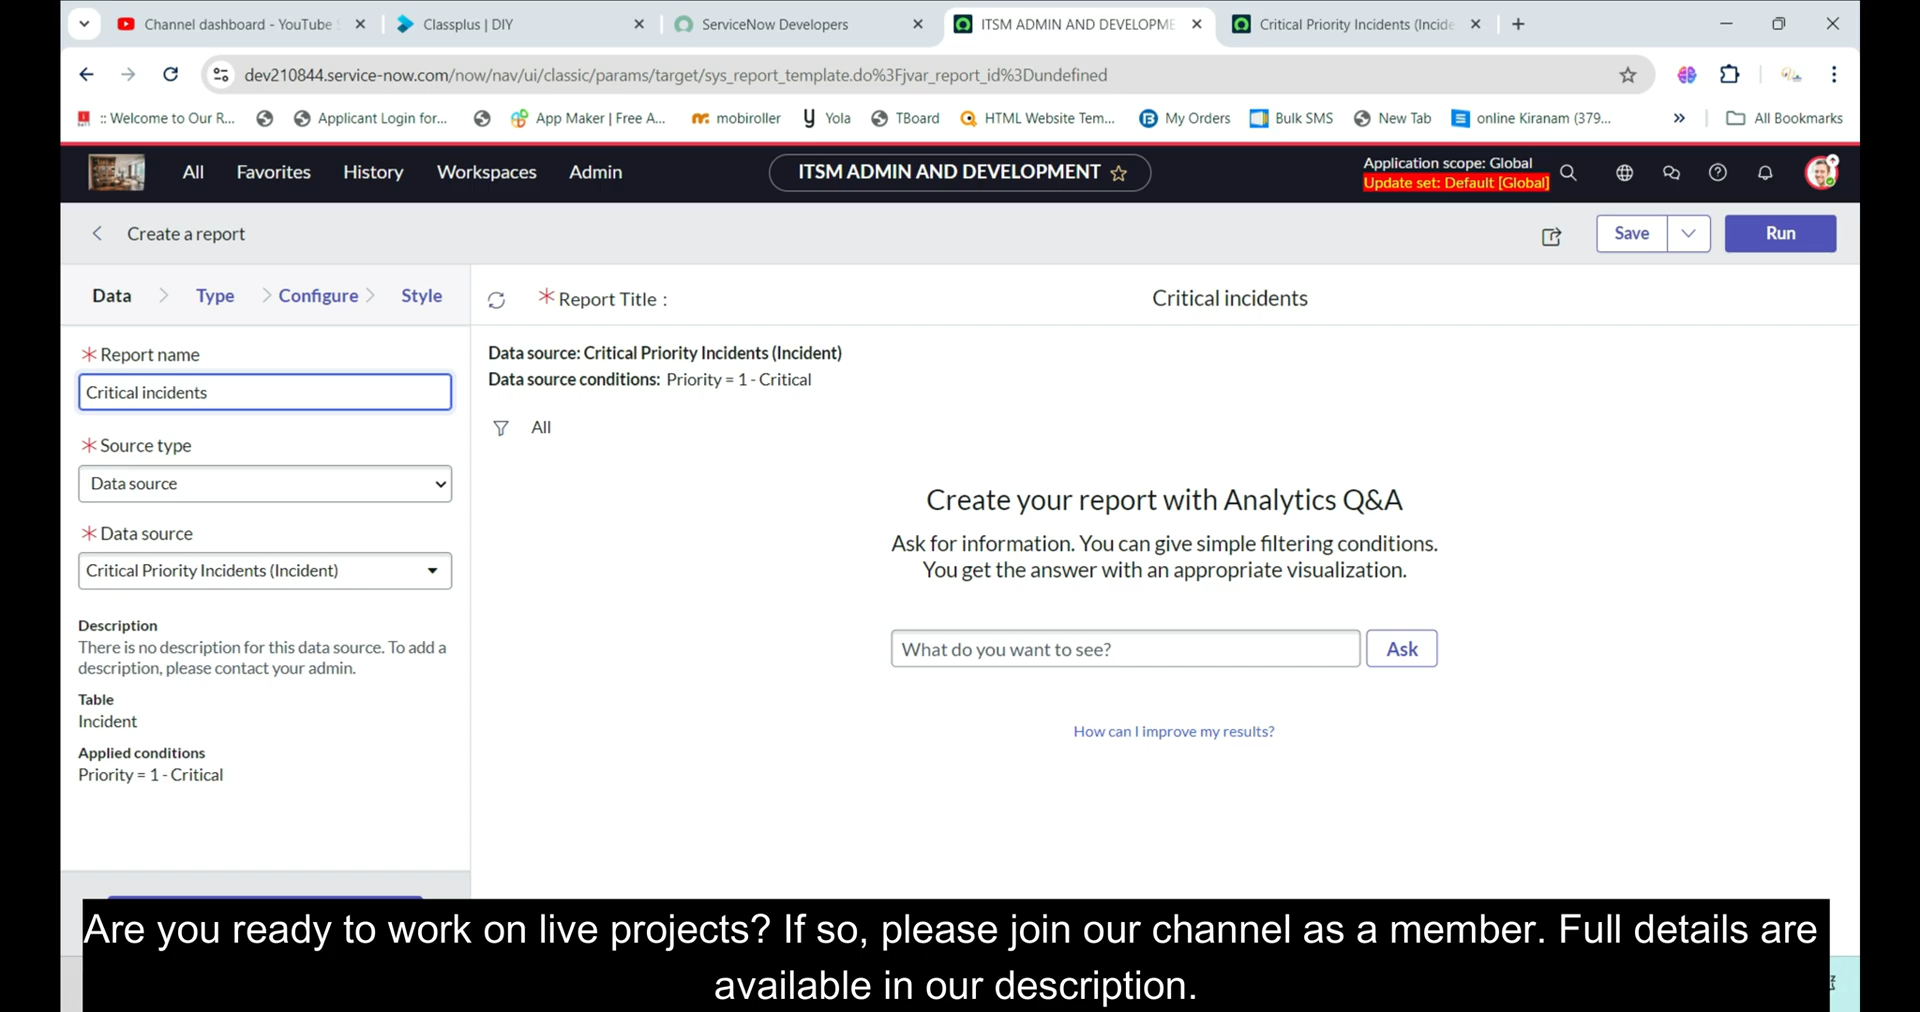 Channel dashboard - YouTube S
Classplus | DIY
ServiceNow Developers
ITSM ADMIN AND DEVELOPME
Critical Priority Incidents (Incide
dev210844.service-now.com/now/nav/ui/classic/params/target/sys_report_template.do%3Fjvar_report_id%3Dundefined
:: Welcome to Our R...
Applicant Login for...
App Maker | Free A...
mobiroller
Yola
TBoard
HTML Website Tem...
My Orders
Bulk SMS
New Tab
online Kiranam (379...
»
All Bookmarks
All
Favorites
History
Workspaces
Admin
ITSM ADMIN AND DEVELOPMENT
Application scope: Global
Update set: Default [Global]
Create a report
Save
Run
Data
Type
Configure
Style
* Report Title :
Critical incidents
* Report name
Critical incidents
* Source type
Data source
* Data source
Critical Priority Incidents (Incident)
Description
There is no description for this data source. To add a
description, please contact your admin.
Table
Incident
Applied conditions
Priority = 1 - Critical
Data source: Critical Priority Incidents (Incident)
Data source conditions: Priority = 1 - Critical
All
Create your report with Analytics Q&A
Ask for information. You can give simple filtering conditions.
You get the answer with an appropriate visualization.
What do you want to see?
Ask
How can I improve my results?
Are you ready to work on live projects? If so, please join our channel as a member. Full details are
available in our description.